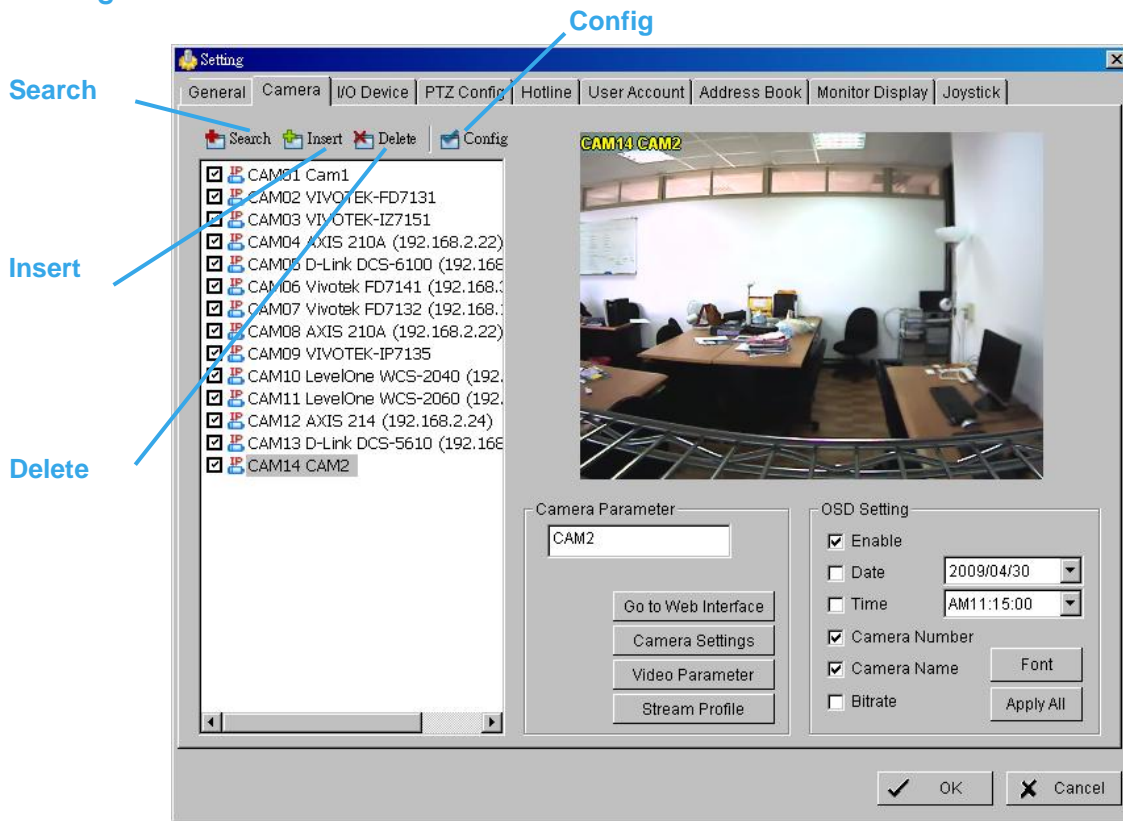 Config
Setting
Search
General Camera I/O Device PTZ Config Hotline User Account Address Book Monitor Display Joystick
Search Insert Delete Config
CAM14 CAM2
CAM01 Cam1
CAM02 VIVOTEK-FD7131
CAM03 VIVOTEK-IZ7151
CAM04 AXIS 210A (192.168.2.22)
Insert
CAM05 D-Link DCS-6100 (192.168
CAM06 Vivotek FD7141 (192.168.
CAM07 Vivotek FD7132 (192.168.
CAM08 AXIS 210A (192.168.2.22)
CAM09 VIVOTEK-IP7135
CAM10 LevelOne WCS-2040 (192.
CAM11 LevelOne WCS-2060 (192.
CAM12 AXIS 214 (192.168.2.24)
CAM13 D-Link DCS-5610 (192.168
Delete
CAM14 CAM2
Camera Parameter
CAM2
Go to Web Interface
Camera Settings
Video Parameter
Stream Profile
OSD Setting
Enable
Date 2009/04/30
Time AM11:15:00
Camera Number
Camera Name
Font
Bitrate
Apply All
OK Cancel